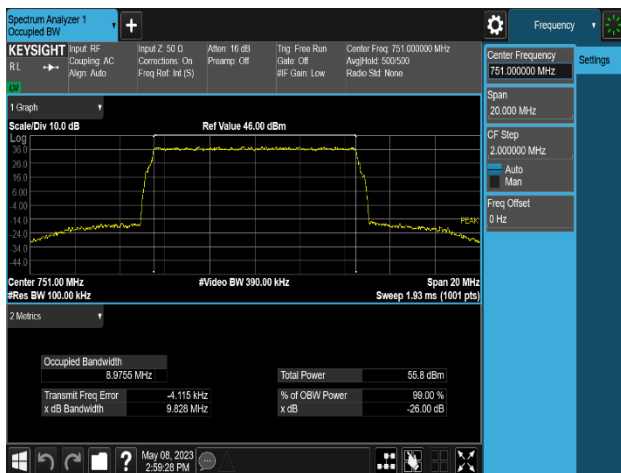 Spectrum Analyzer 1
Occupied BW
Frequency
KEYSIGHT
Input: RF
Input Z: 50 Ω
Atten: 16 dB
Trig: Free Run
Center Freq: 751.000000 MHz
R L
Coupling: AC
Corrections: On
Preamp: Off
Gate: Off
Avg|Hold: 500/500
Align: Auto
Freq Ref: Int (S)
#IF Gain: Low
Radio Std: None
Center Frequency
751.000000 MHz
Settings
Span
20.000 MHz
CF Step
2.000000 MHz
Auto
Man
Freq Offset
0 Hz
1 Graph
Scale/Div 10.0 dB
Ref Value 46.00 dBm
Log
36.0
26.0
16.0
6.00
-4.00
-14.0
-24.0
-34.0
-44.0
PEAK
Center 751.00 MHz
#Video BW 390.00 kHz
Span 20 MHz
#Res BW 100.00 kHz
Sweep 1.93 ms (1001 pts)
2 Metrics
Occupied Bandwidth
8.9755 MHz
Total Power
55.8 dBm
Transmit Freq Error
-4.115 kHz
% of OBW Power
99.00 %
x dB Bandwidth
9.828 MHz
x dB
-26.00 dB
?
May 08, 2023
2:59:28 PM